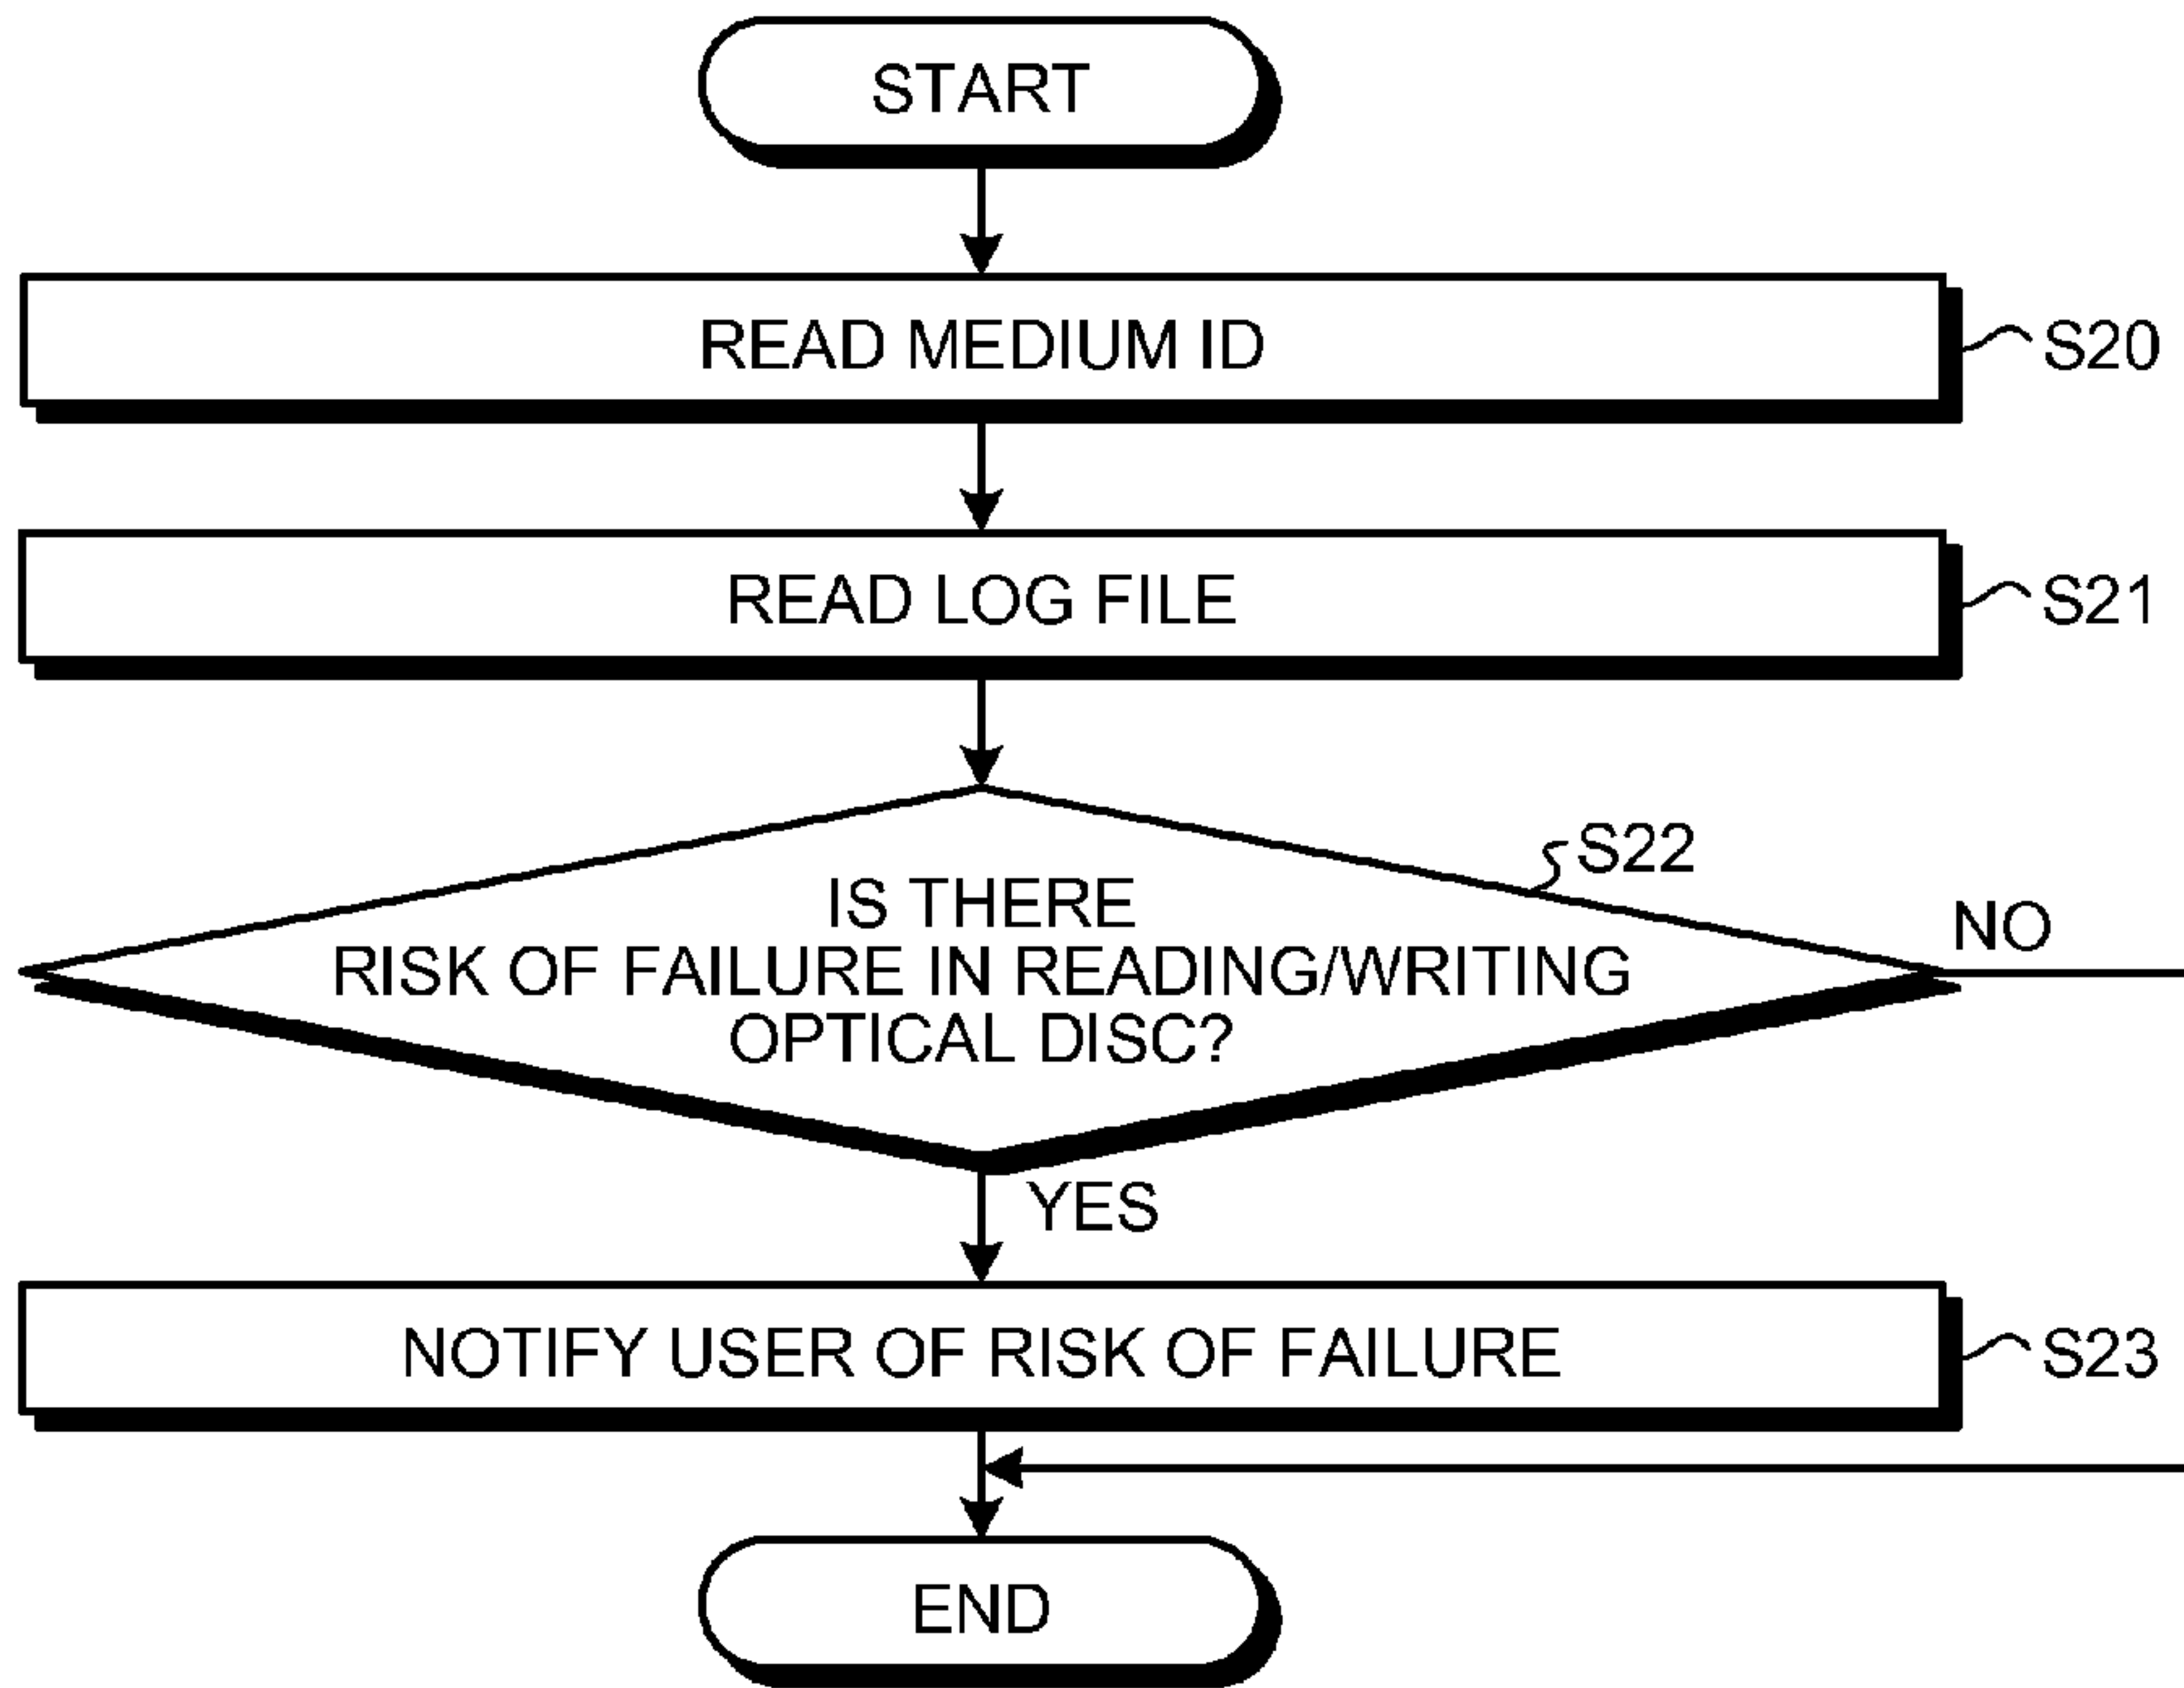 START
READ MEDIUM ID
S20
READ LOG FILE
S21
S22
IS THERE
RISK OF FAILURE IN READING/WRITING
OPTICAL DISC?
NO
YES
NOTIFY USER OF RISK OF FAILURE
S23
END